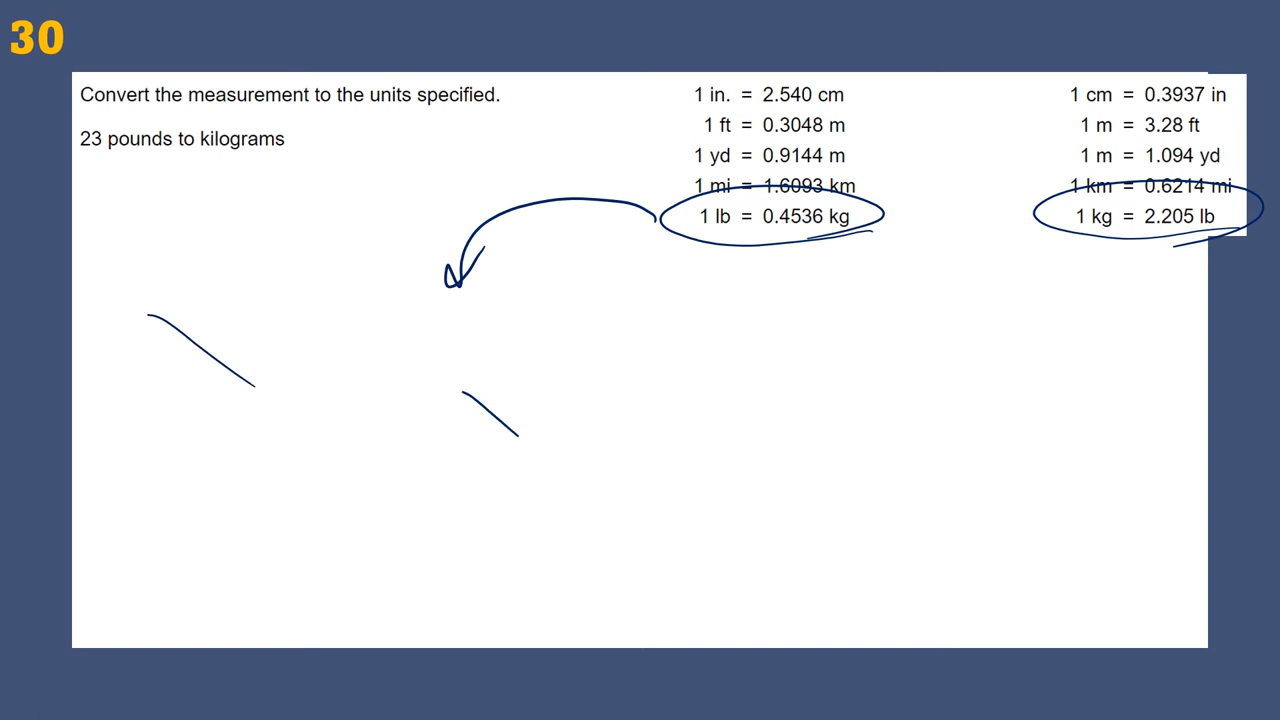 30
Convert the measurement to the units specified.
23 pounds to kilograms
1 in. = 2.540 cm
1 ft = 0.3048 m
1 yd = 0.9144 m
1 mi = 1.6093 km
1 lb = 0.4536 kg
1 cm = 0.3937 in
1 m = 3.28 ft
1 m = 1.094 yd
1 km = 0.6214 mi
1 kg = 2.205 lb